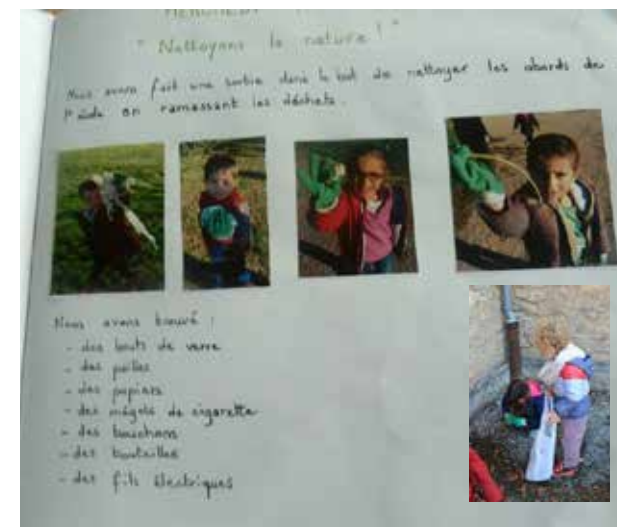 " Nettoyons la nature ! "
Nous avons fait une sortie dans le but de nettoyer les abords de
l'école en ramassant les déchets.
Nous avons trouvé :
- des bouts de verre
- des pailles
- des papiers
- des mégots de cigarette
- des bouchons
- des bouteilles
- des fils électriques